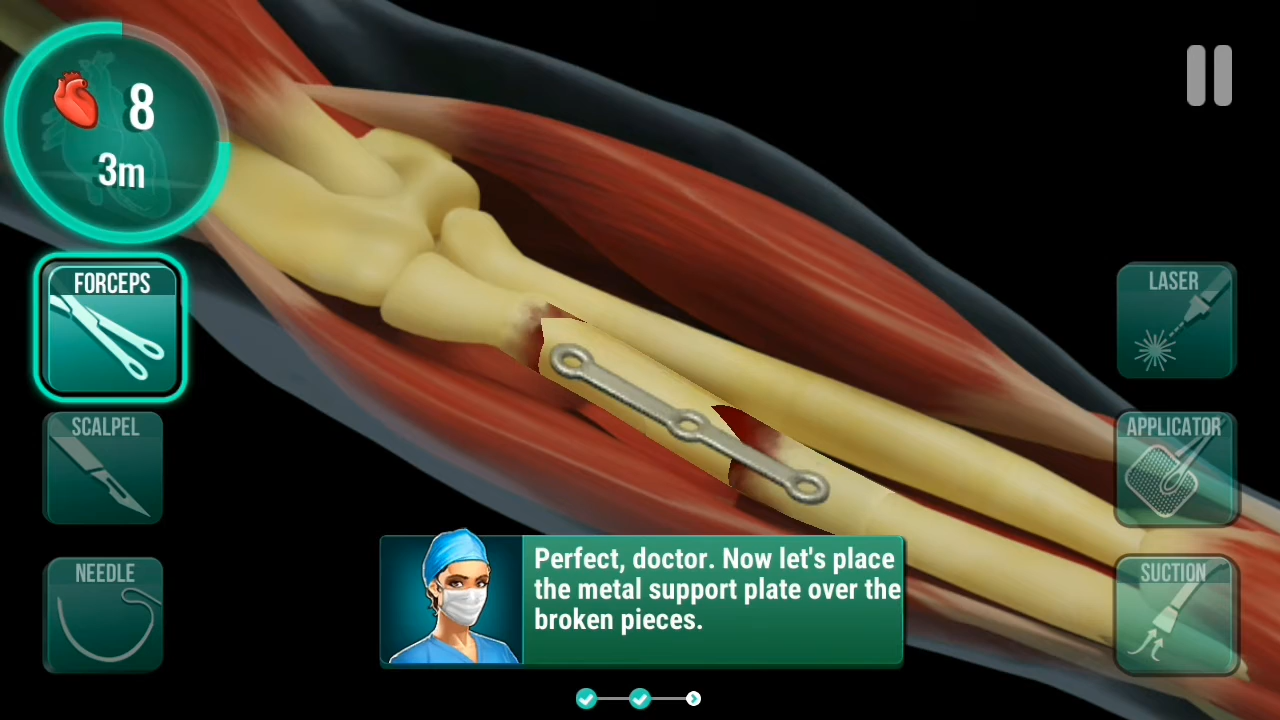 8
3m
FORCEPS
SCALPEL
NEEDLE
LASER
APPLICATOR
SUCTION
Perfect, doctor. Now let's place
the metal support plate over the
broken pieces.